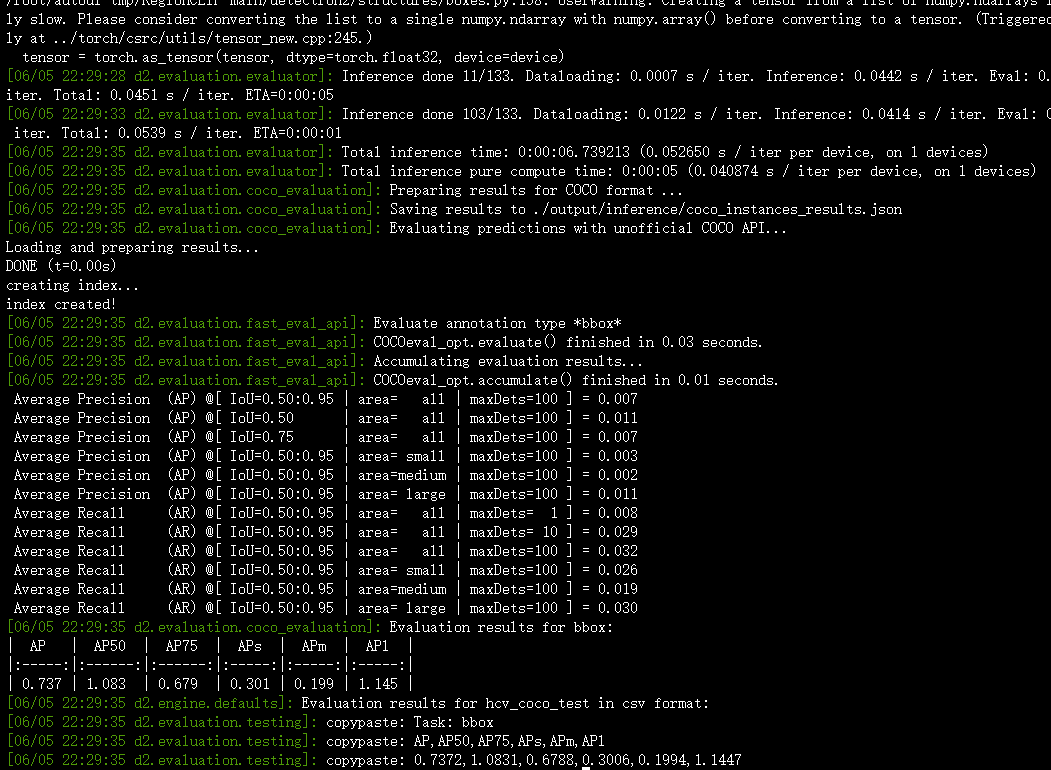 /root/autodl-tmp/RegionCLIP-main/detectron2/structures/boxes.py:158: UserWarning: Creating a tensor from a list of numpy.ndarrays i
ly slow. Please consider converting the list to a single numpy.ndarray with numpy.array() before converting to a tensor. (Triggered
ly at ../torch/csrc/utils/tensor_new.cpp:245.)
  tensor = torch.as_tensor(tensor, dtype=torch.float32, device=device)
[06/05 22:29:28 d2.evaluation.evaluator]: Inference done 11/133. Dataloading: 0.0007 s / iter. Inference: 0.0442 s / iter. Eval: 0.
iter. Total: 0.0451 s / iter. ETA=0:00:05
[06/05 22:29:33 d2.evaluation.evaluator]: Inference done 103/133. Dataloading: 0.0122 s / iter. Inference: 0.0414 s / iter. Eval: 0
 iter. Total: 0.0539 s / iter. ETA=0:00:01
[06/05 22:29:35 d2.evaluation.evaluator]: Total inference time: 0:00:06.739213 (0.052650 s / iter per device, on 1 devices)
[06/05 22:29:35 d2.evaluation.evaluator]: Total inference pure compute time: 0:00:05 (0.040874 s / iter per device, on 1 devices)
[06/05 22:29:35 d2.evaluation.coco_evaluation]: Preparing results for COCO format ...
[06/05 22:29:35 d2.evaluation.coco_evaluation]: Saving results to ./output/inference/coco_instances_results.json
[06/05 22:29:35 d2.evaluation.coco_evaluation]: Evaluating predictions with unofficial COCO API...
Loading and preparing results...
DONE (t=0.00s)
creating index...
index created!
[06/05 22:29:35 d2.evaluation.fast_eval_api]: Evaluate annotation type *bbox*
[06/05 22:29:35 d2.evaluation.fast_eval_api]: COCOeval_opt.evaluate() finished in 0.03 seconds.
[06/05 22:29:35 d2.evaluation.fast_eval_api]: Accumulating evaluation results...
[06/05 22:29:35 d2.evaluation.fast_eval_api]: COCOeval_opt.accumulate() finished in 0.01 seconds.
 Average Precision  (AP) @[ IoU=0.50:0.95 | area=   all | maxDets=100 ] = 0.007
 Average Precision  (AP) @[ IoU=0.50      | area=   all | maxDets=100 ] = 0.011
 Average Precision  (AP) @[ IoU=0.75      | area=   all | maxDets=100 ] = 0.007
 Average Precision  (AP) @[ IoU=0.50:0.95 | area= small | maxDets=100 ] = 0.003
 Average Precision  (AP) @[ IoU=0.50:0.95 | area=medium | maxDets=100 ] = 0.002
 Average Precision  (AP) @[ IoU=0.50:0.95 | area= large | maxDets=100 ] = 0.011
 Average Recall     (AR) @[ IoU=0.50:0.95 | area=   all | maxDets=  1 ] = 0.008
 Average Recall     (AR) @[ IoU=0.50:0.95 | area=   all | maxDets= 10 ] = 0.029
 Average Recall     (AR) @[ IoU=0.50:0.95 | area=   all | maxDets=100 ] = 0.032
 Average Recall     (AR) @[ IoU=0.50:0.95 | area= small | maxDets=100 ] = 0.026
 Average Recall     (AR) @[ IoU=0.50:0.95 | area=medium | maxDets=100 ] = 0.019
 Average Recall     (AR) @[ IoU=0.50:0.95 | area= large | maxDets=100 ] = 0.030
[06/05 22:29:35 d2.evaluation.coco_evaluation]: Evaluation results for bbox:
|  AP   |  AP50  |  AP75  |  APs  |  APm  |  APl  |
|:-----:|:------:|:------:|:-----:|:-----:|:-----:|
| 0.737 | 1.083  | 0.679  | 0.301 | 0.199 | 1.145 |
[06/05 22:29:35 d2.engine.defaults]: Evaluation results for hcv_coco_test in csv format:
[06/05 22:29:35 d2.evaluation.testing]: copypaste: Task: bbox
[06/05 22:29:35 d2.evaluation.testing]: copypaste: AP,AP50,AP75,APs,APm,APl
[06/05 22:29:35 d2.evaluation.testing]: copypaste: 0.7372,1.0831,0.6788,0.3006,0.1994,1.1447